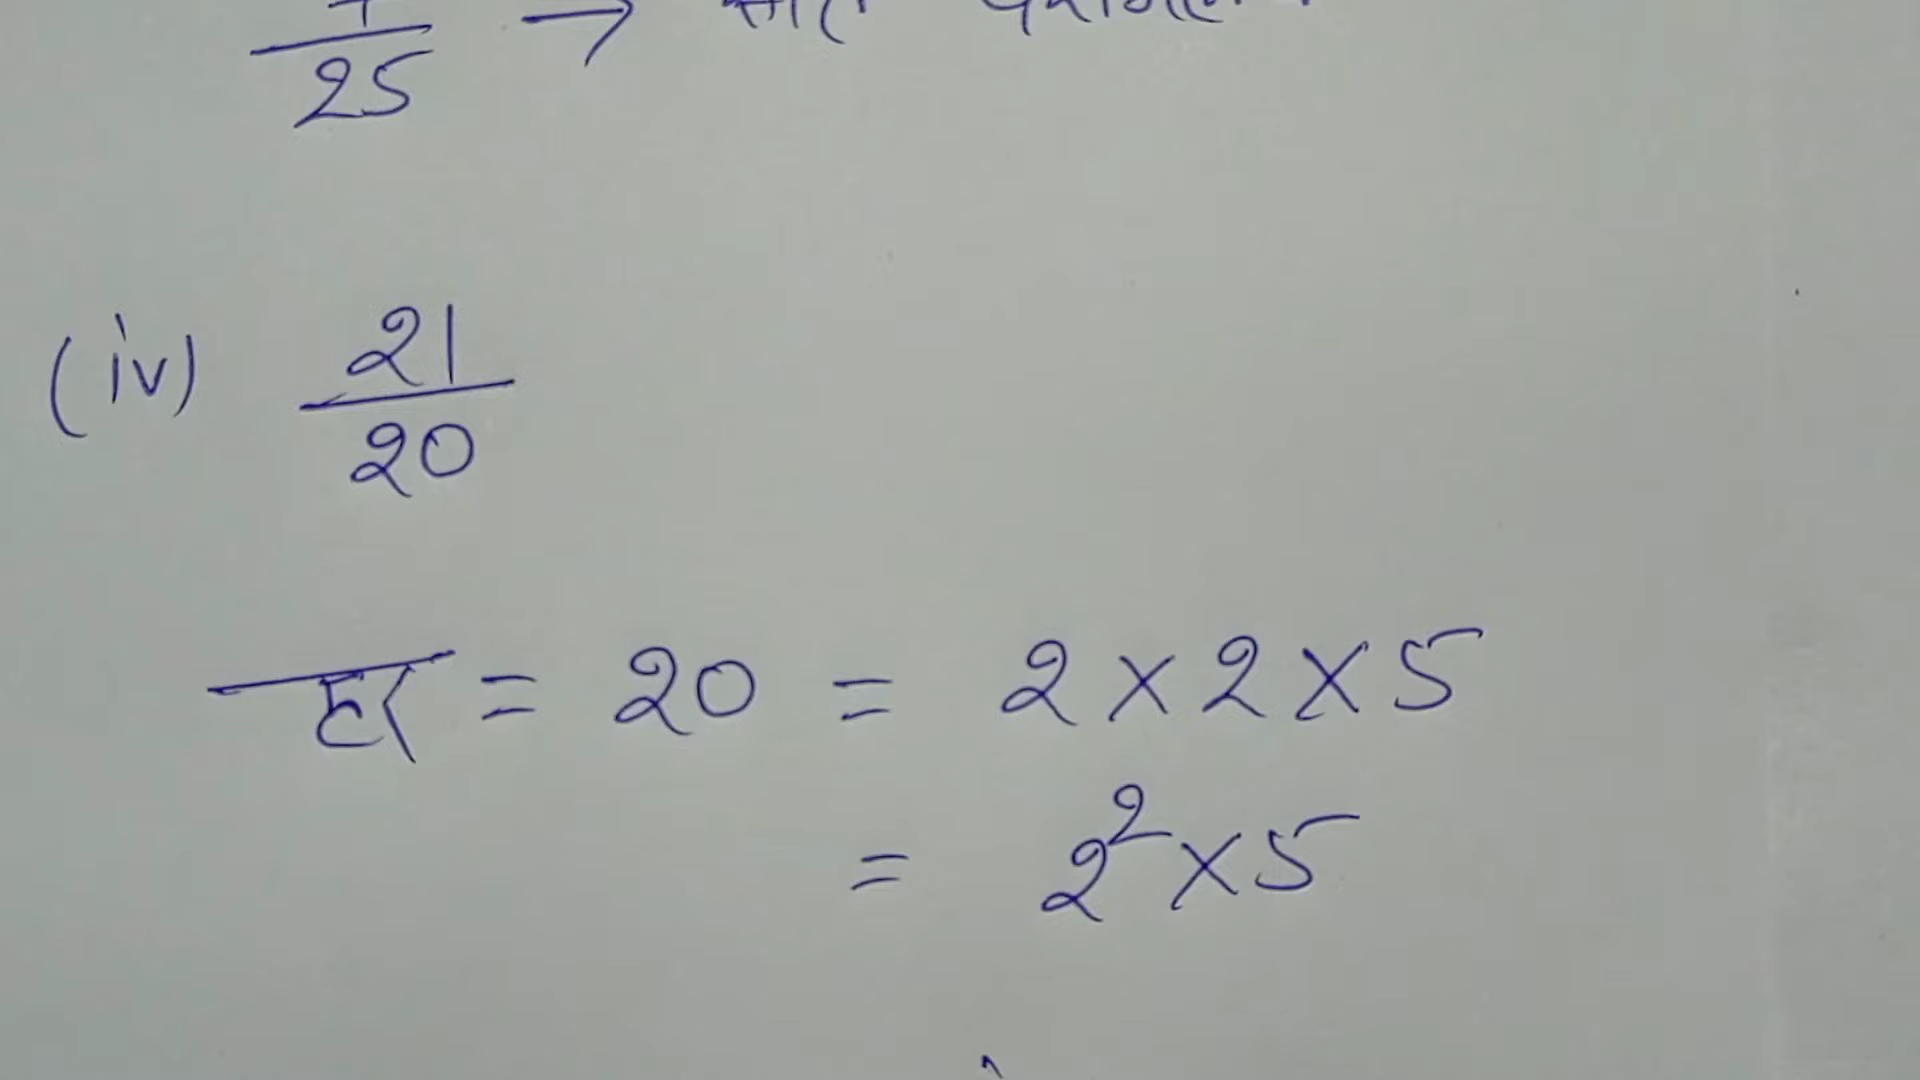 25 →
(iv) 21
20
हर = 20 = 2 × 2 × 5
= 2² × 5